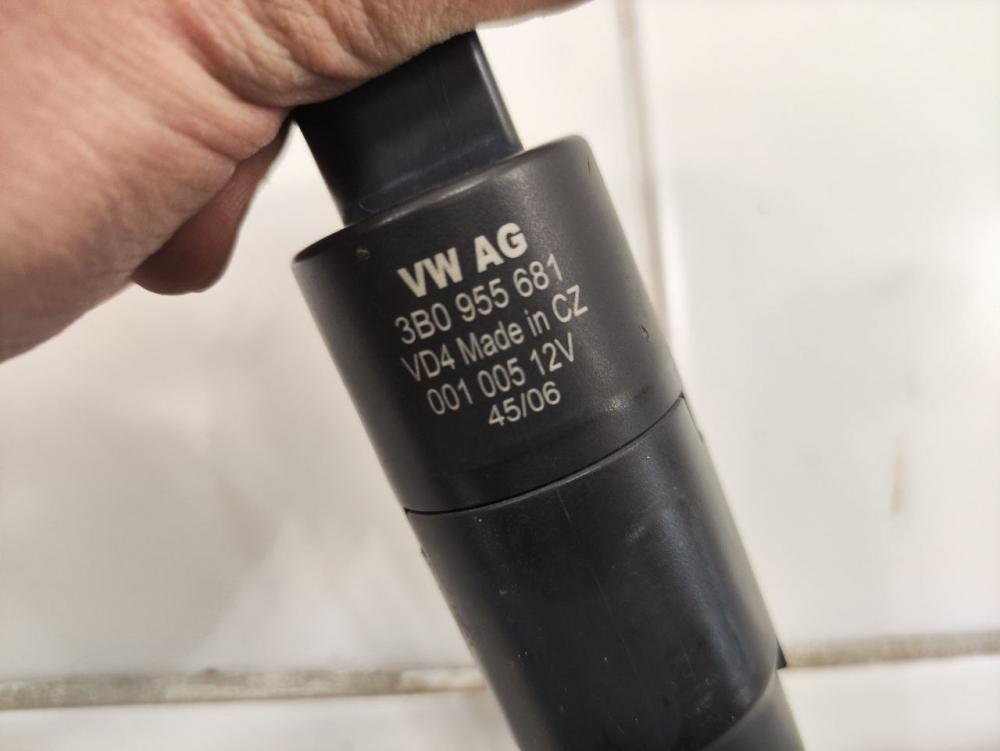 VW AG
3B0 955 681
VD4 Made in CZ
001 005 12V
45/06